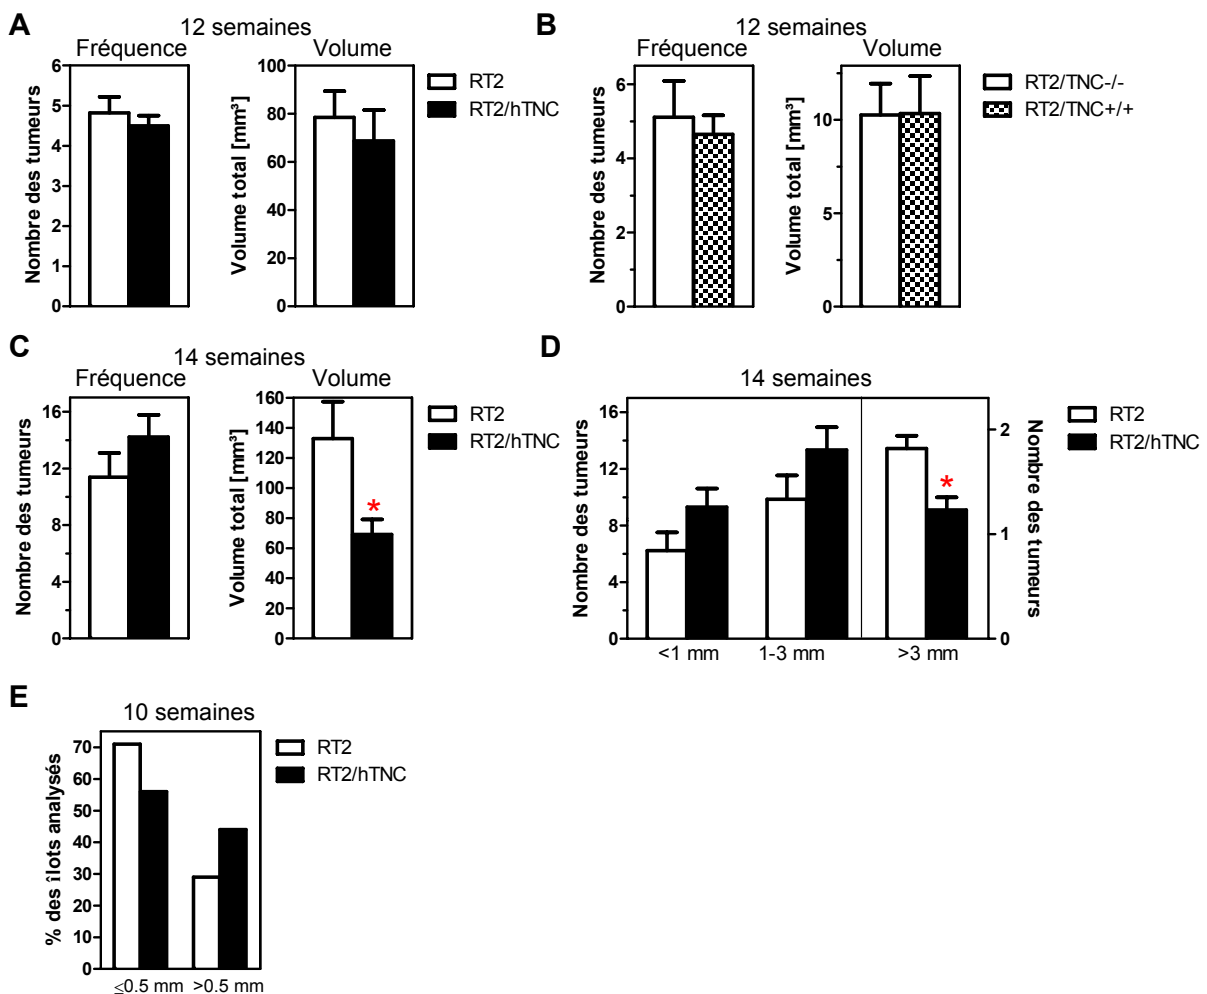 A
12 semaines
Fréquence
Volume
Nombre des tumeurs
6
5
4
3
2
1
0
Volume total [mm³]
100
80
60
40
20
0
RT2
RT2/hTNC
B
12 semaines
Fréquence
Volume
Nombre des tumeurs
6
4
2
0
Volume total [mm³]
10
5
0
RT2/TNC-/-
RT2/TNC+/+
C
14 semaines
Fréquence
Volume
Nombre des tumeurs
16
12
8
4
0
Volume total [mm³]
160
140
120
100
80
60
40
20
0
*
RT2
RT2/hTNC
D
14 semaines
Nombre des tumeurs
16
12
8
4
0
<1 mm
1-3 mm
>3 mm
*
2
1
0
Nombre des tumeurs
RT2
RT2/hTNC
E
10 semaines
% des îlots analysés
70
60
50
40
30
20
10
0
≤0.5 mm
>0.5 mm
RT2
RT2/hTNC